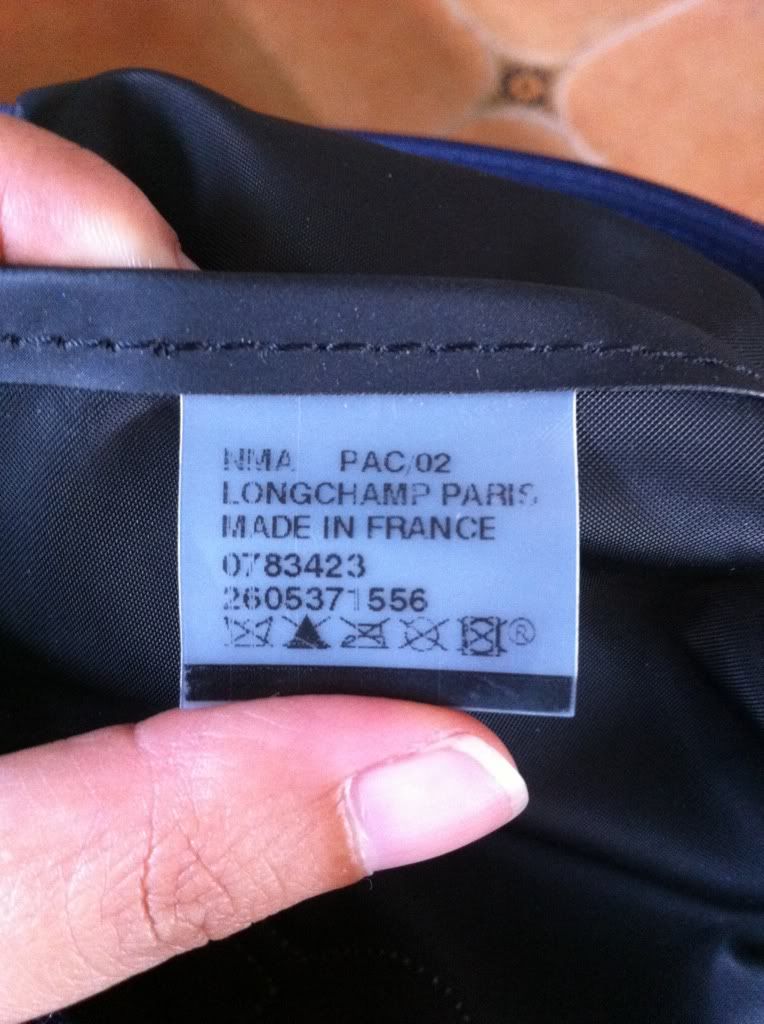 NMA PAC/02
LONGCHAMP PARIS
MADE IN FRANCE
0783423
2605371556
®